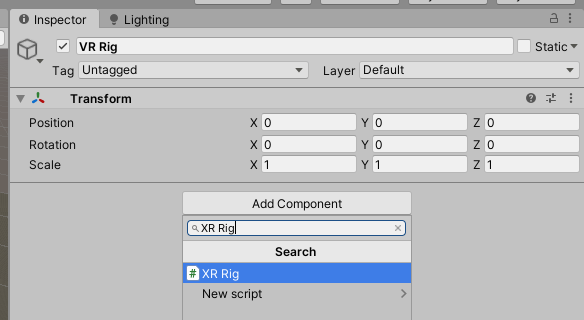 Inspector Lighting
VR Rig Static
Tag Untagged Layer Default
Transform
Position X 0 Y 0 Z 0
Rotation X 0 Y 0 Z 0
Scale X 1 Y 1 Z 1
Add Component
XR Rig
Search
# XR Rig
New script